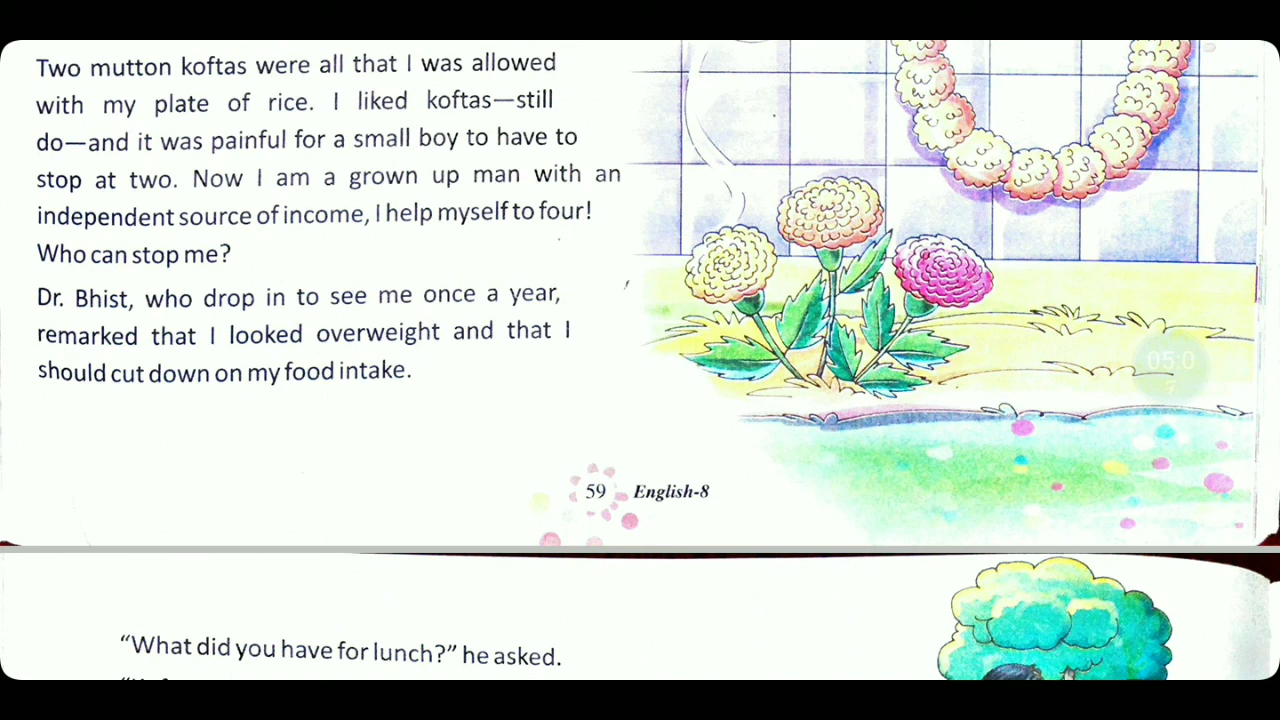 Two mutton koftas were all that I was allowed
with my plate of rice. I liked koftas—still
do—and it was painful for a small boy to have to
stop at two. Now I am a grown up man with an
independent source of income, I help myself to four!
Who can stop me?
Dr. Bhist, who drop in to see me once a year,
remarked that I looked overweight and that I
should cut down on my food intake.
05:0
7
59 English-8
“What did you have for lunch?” he asked.